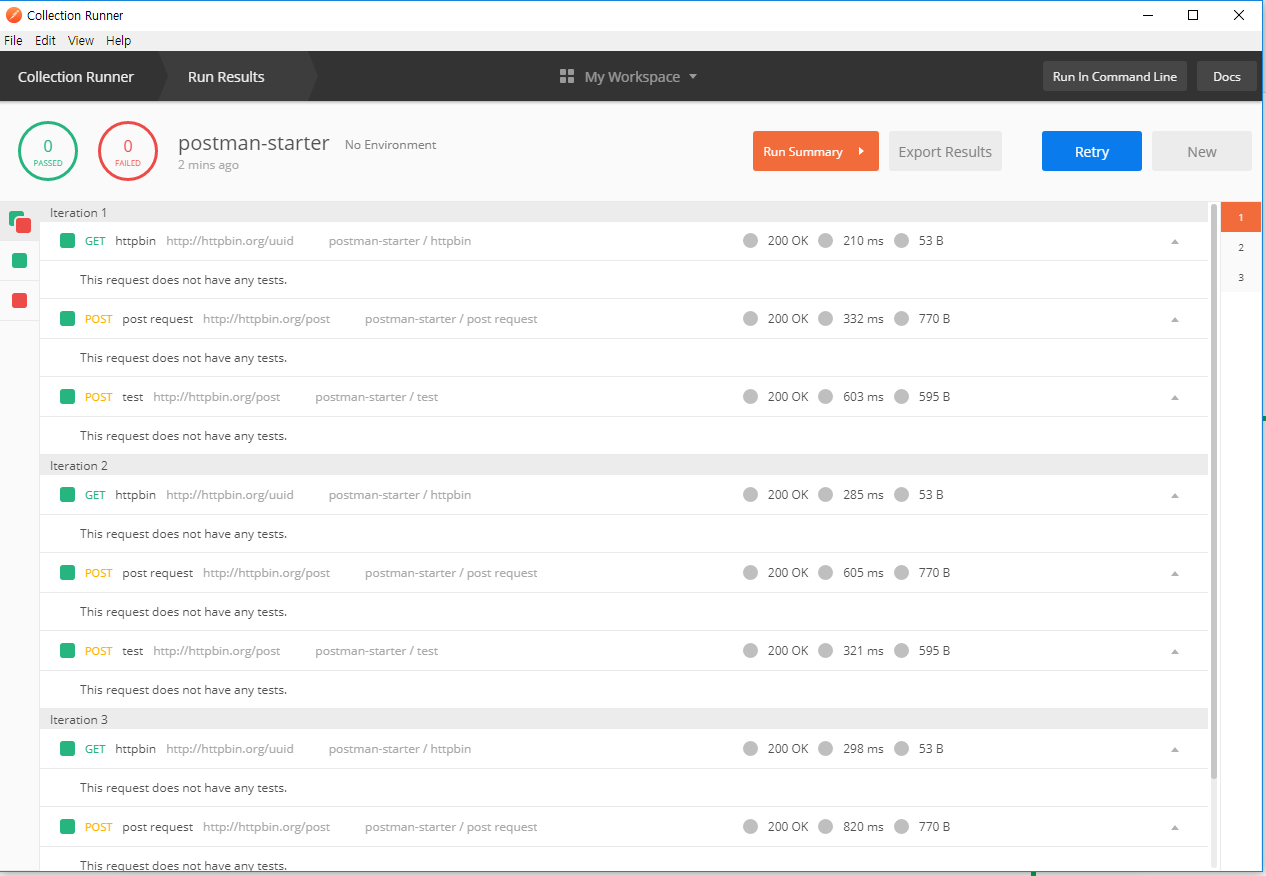 Collection Runner
File Edit View Help
Collection Runner Run Results My Workspace Run In Command Line Docs
0 PASSED
0 FAILED
postman-starter No Environment
2 mins ago
Run Summary Export Results Retry New
Iteration 1
GET httpbin http://httpbin.org/uuid postman-starter / httpbin 200 OK 210 ms 53 B
This request does not have any tests.
POST post request http://httpbin.org/post postman-starter / post request 200 OK 332 ms 770 B
This request does not have any tests.
POST test http://httpbin.org/post postman-starter / test 200 OK 603 ms 595 B
This request does not have any tests.
Iteration 2
GET httpbin http://httpbin.org/uuid postman-starter / httpbin 200 OK 285 ms 53 B
This request does not have any tests.
POST post request http://httpbin.org/post postman-starter / post request 200 OK 605 ms 770 B
This request does not have any tests.
POST test http://httpbin.org/post postman-starter / test 200 OK 321 ms 595 B
This request does not have any tests.
Iteration 3
GET httpbin http://httpbin.org/uuid postman-starter / httpbin 200 OK 298 ms 53 B
This request does not have any tests.
POST post request http://httpbin.org/post postman-starter / post request 200 OK 820 ms 770 B
This request does not have any tests.
1
2
3